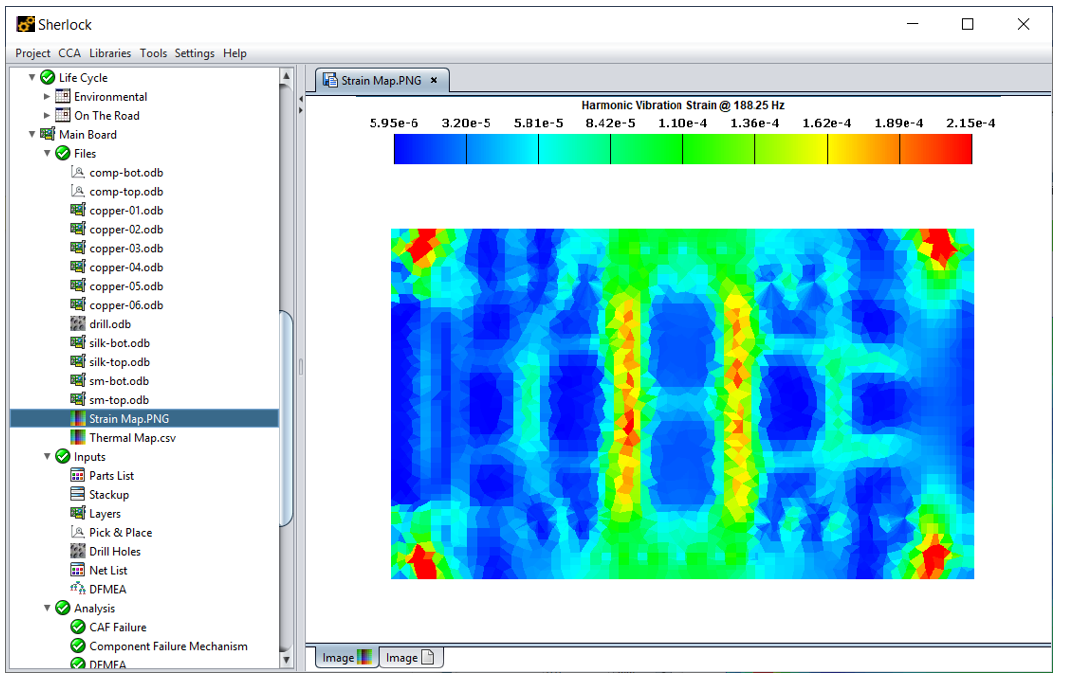 Sherlock
Project CCA Libraries Tools Settings Help
Life Cycle
Environmental
On The Road
Main Board
Files
comp-bot.odb
comp-top.odb
copper-01.odb
copper-02.odb
copper-03.odb
copper-04.odb
copper-05.odb
copper-06.odb
drill.odb
silk-bot.odb
silk-top.odb
sm-bot.odb
sm-top.odb
Strain Map.PNG
Thermal Map.csv
Inputs
Parts List
Stackup
Layers
Pick & Place
Drill Holes
Net List
DFMEA
Analysis
CAF Failure
Component Failure Mechanism
DFMEA
Strain Map.PNG
Harmonic Vibration Strain @ 188.25 Hz
5.95e-6 3.20e-5 5.81e-5 8.42e-5 1.10e-4 1.36e-4 1.62e-4 1.89e-4 2.15e-4
Image Image